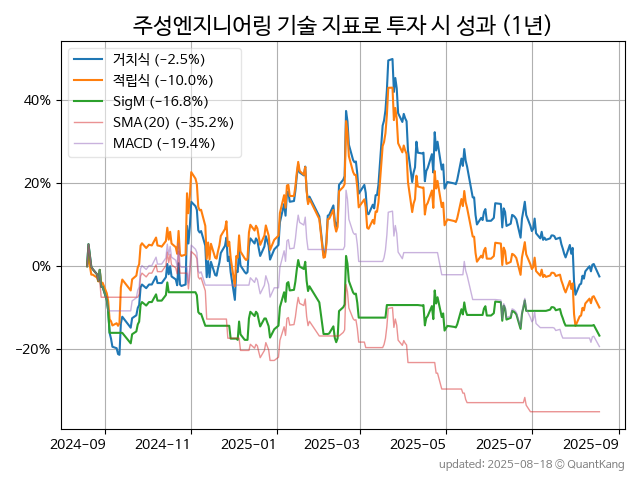 주성엔지니어링 기술 지표로 투자 시 성과 (1년)
거치식 (−2.5%)
적립식 (−10.0%)
SigM (−16.8%)
SMA(20) (−35.2%)
MACD (−19.4%)
40%
20%
0%
−20%
2024-09 2024-11 2025-01 2025-03 2025-05 2025-07 2025-09
updated: 2025-08-18 © QuantKang